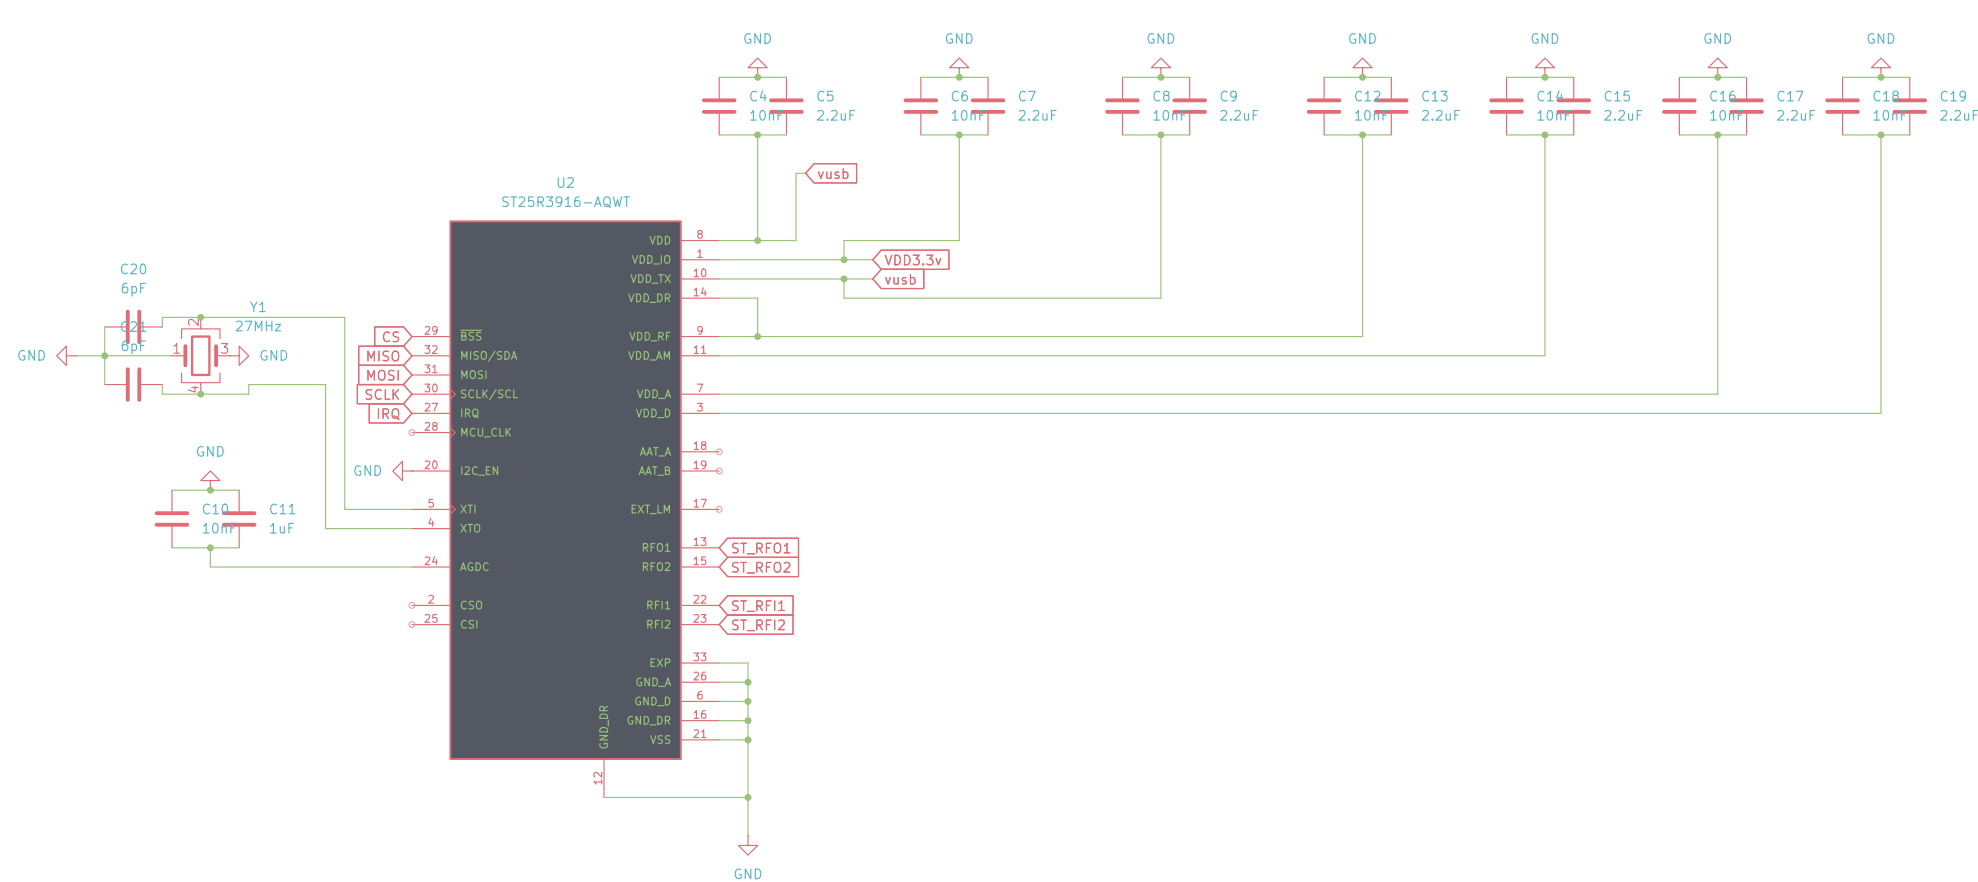 GND
GND
GND
GND
GND
GND
GND
C4
10nF
C5
2.2uF
C6
10nF
C7
2.2uF
C8
10nF
C9
2.2uF
C12
10nF
C13
2.2uF
C14
10nF
C15
2.2uF
C16
10nF
C17
2.2uF
C18
10nF
C19
2.2uF
vusb
U2
ST25R3916-AQWT
VDD 8
VDD_IO 1
VDD3.3v
VDD_TX 10
vusb
VDD_DR 14
C20
6pF
C21
6pF
Y1
27MHz
GND
1
2
3
4
GND
CS 29 BSS
VDD_RF 9
MISO 32 MISO/SDA
VDD_AM 11
MOSI 31 MOSI
SCLK 30 SCLK/SCL
VDD_A 7
IRQ 27 IRQ
VDD_D 3
28 MCU_CLK
AAT_A 18
GND 20 I2C_EN
AAT_B 19
GND
C10
10nF
C11
1uF
5 XTI
EXT_LM 17
4 XTO
RFO1 13 ST_RFO1
24 AGDC
RFO2 15 ST_RFO2
2 CSO
RFI1 22 ST_RFI1
25 CSI
RFI2 23 ST_RFI2
EXP 33
GND_A 26
GND_D 6
GND_DR 16
VSS 21
GND_DR
12
GND